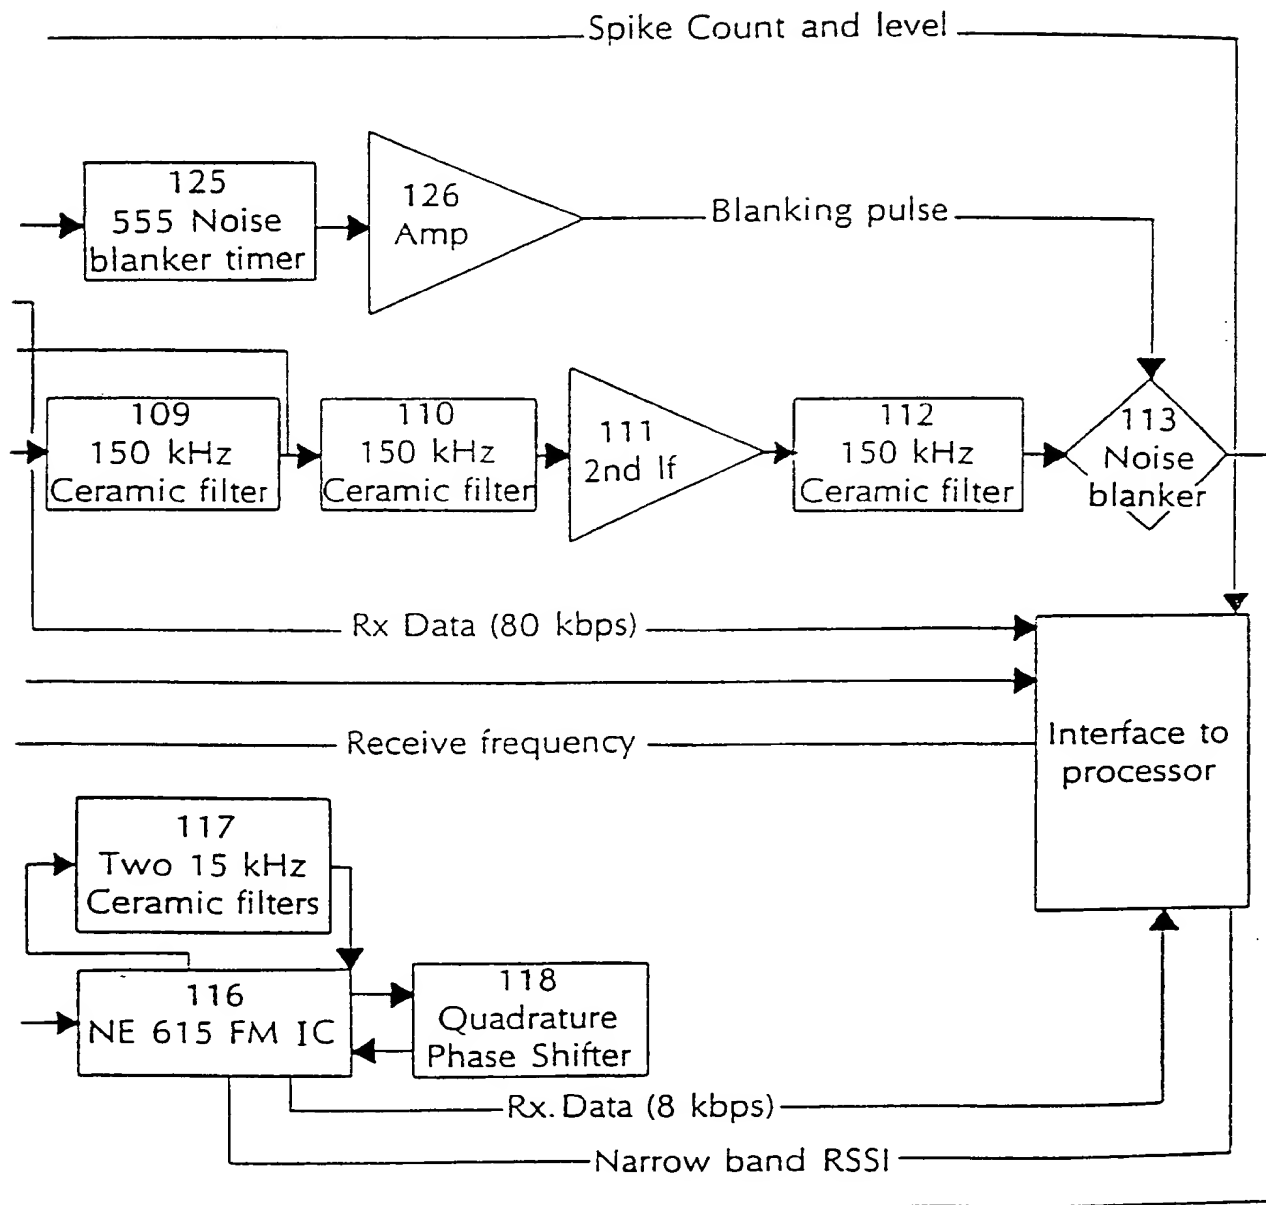 Spike Count and level
125
555 Noise
blanker timer
126
Amp
Blanking pulse
109
150 kHz
Ceramic filter
110
150 kHz
Ceramic filter
111
2nd If
112
150 kHz
Ceramic filter
113
Noise
blanker
Rx Data (80 kbps)
Receive frequency
Interface to
processor
117
Two 15 kHz
Ceramic filters
116
NE 615 FM IC
118
Quadrature
Phase Shifter
Rx. Data (8 kbps)
Narrow band RSSI